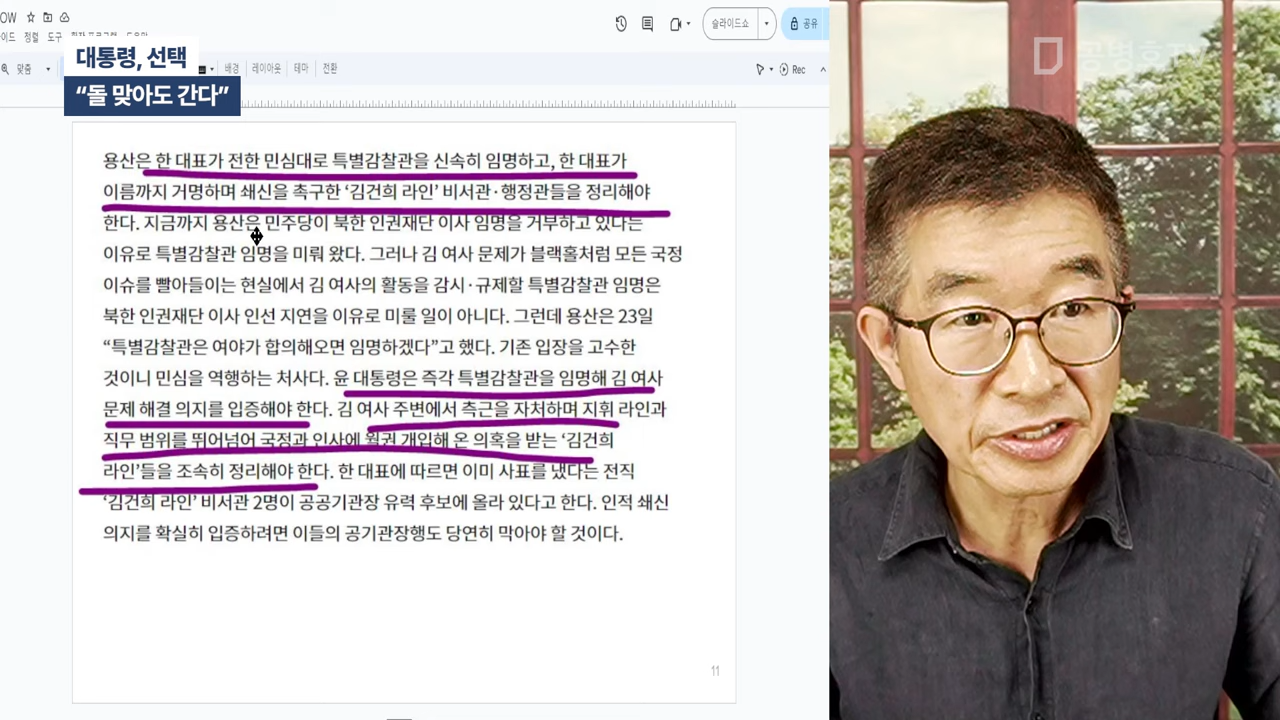 OW
슬라이드쇼
공유
이드 정렬 도구
대통령, 선택
“돌 맞아도 간다”
맞춤
배경 레이아웃 테마 전환
Rec
공병호TV
용산은 한 대표가 전한 민심대로 특별감찰관을 신속히 임명하고, 한 대표가
이름까지 거명하며 쇄신을 촉구한 ‘김건희 라인’ 비서관·행정관들을 정리해야
한다. 지금까지 용산은 민주당이 북한 인권재단 이사 임명을 거부하고 있다는
이유로 특별감찰관 임명을 미뤄 왔다. 그러나 김 여사 문제가 블랙홀처럼 모든 국정
이슈를 빨아들이는 현실에서 김 여사의 활동을 감시·규제할 특별감찰관 임명은
북한 인권재단 이사 인선 지연을 이유로 미룰 일이 아니다. 그런데 용산은 23일
“특별감찰관은 여야가 합의해오면 임명하겠다”고 했다. 기존 입장을 고수한
것이니 민심을 역행하는 처사다. 윤 대통령은 즉각 특별감찰관을 임명해 김 여사
문제 해결 의지를 입증해야 한다. 김 여사 주변에서 측근을 자처하며 지휘 라인과
직무 범위를 뛰어넘어 국정과 인사에 월권 개입해 온 의혹을 받는 ‘김건희
라인’들을 조속히 정리해야 한다. 한 대표에 따르면 이미 사표를 냈다는 전직
‘김건희 라인’ 비서관 2명이 공공기관장 유력 후보에 올라 있다고 한다. 인적 쇄신
의지를 확실히 입증하려면 이들의 공기관장행도 당연히 막아야 할 것이다.
11